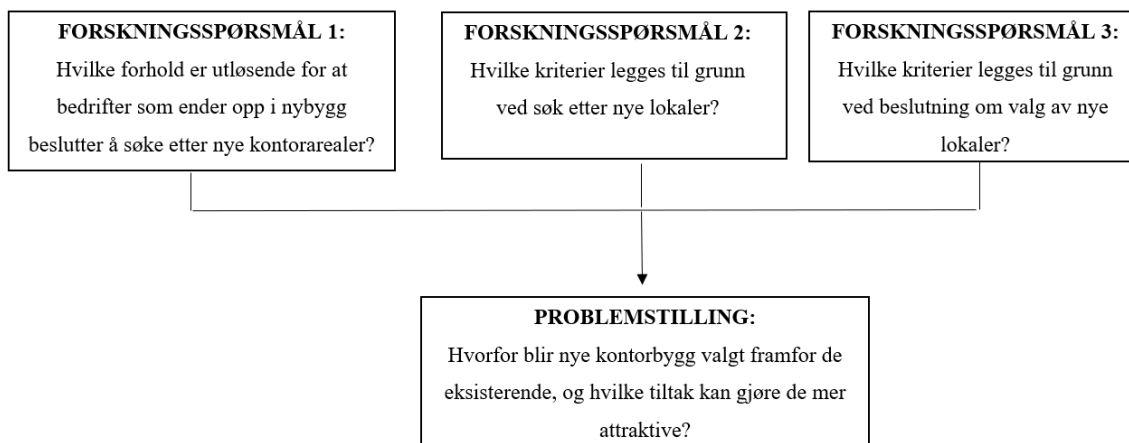 FORSKNINGSSPØRSMÅL 1:
Hvilke forhold er utløsende for at
bedrifter som ender opp i nybygg
beslutter å søke etter nye kontorarealer?
FORSKNINGSSPØRSMÅL 2:
Hvilke kriterier legges til grunn
ved søk etter nye lokaler?
FORSKNINGSSPØRSMÅL 3:
Hvilke kriterier legges til grunn
ved beslutning om valg av nye
lokaler?
PROBLEMSTILLING:
Hvorfor blir nye kontorbygg valgt framfor de
eksisterende, og hvilke tiltak kan gjøre de mer
attraktive?